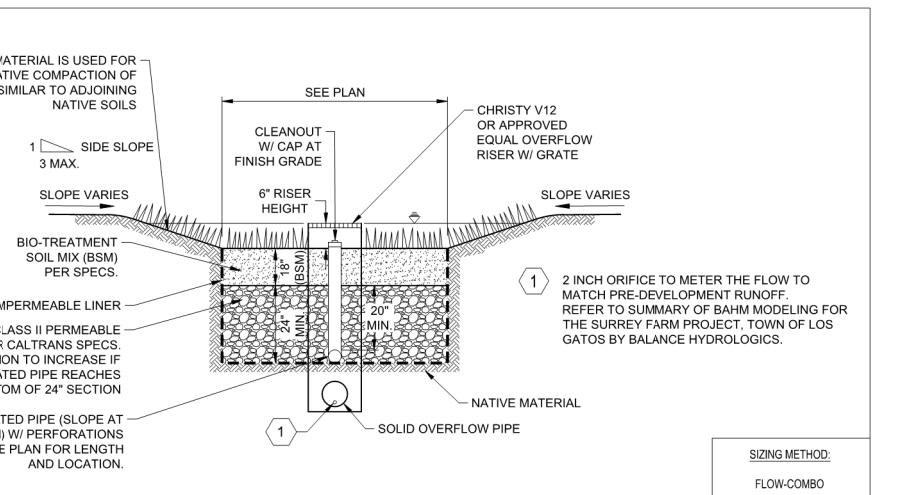 MATERIAL IS USED FOR
ATIVE COMPACTION OF
SIMILAR TO ADJOINING
NATIVE SOILS
SEE PLAN
CHRISTY V12
OR APPROVED
EQUAL OVERFLOW
RISER W/ GRATE
CLEANOUT
W/ CAP AT
FINISH GRADE
1 SIDE SLOPE
3 MAX.
6" RISER
HEIGHT
SLOPE VARIES
SLOPE VARIES
BIO-TREATMENT
SOIL MIX (BSM)
PER SPECS.
18"
(BSM)
1
2 INCH ORIFICE TO METER THE FLOW TO
MATCH PRE-DEVELOPMENT RUNOFF.
REFER TO SUMMARY OF BAHM MODELING FOR
THE SURREY FARM PROJECT, TOWN OF LOS
GATOS BY BALANCE HYDROLOGICS.
IMPERMEABLE LINER
24"
MIN.
20"
MIN.
CLASS II PERMEABLE
R CALTRANS SPECS.
ION TO INCREASE IF
ATED PIPE REACHES
TOM OF 24" SECTION
NATIVE MATERIAL
ATED PIPE (SLOPE AT
) W/ PERFORATIONS
E PLAN FOR LENGTH
AND LOCATION.
1
SOLID OVERFLOW PIPE
SIZING METHOD:
FLOW-COMBO